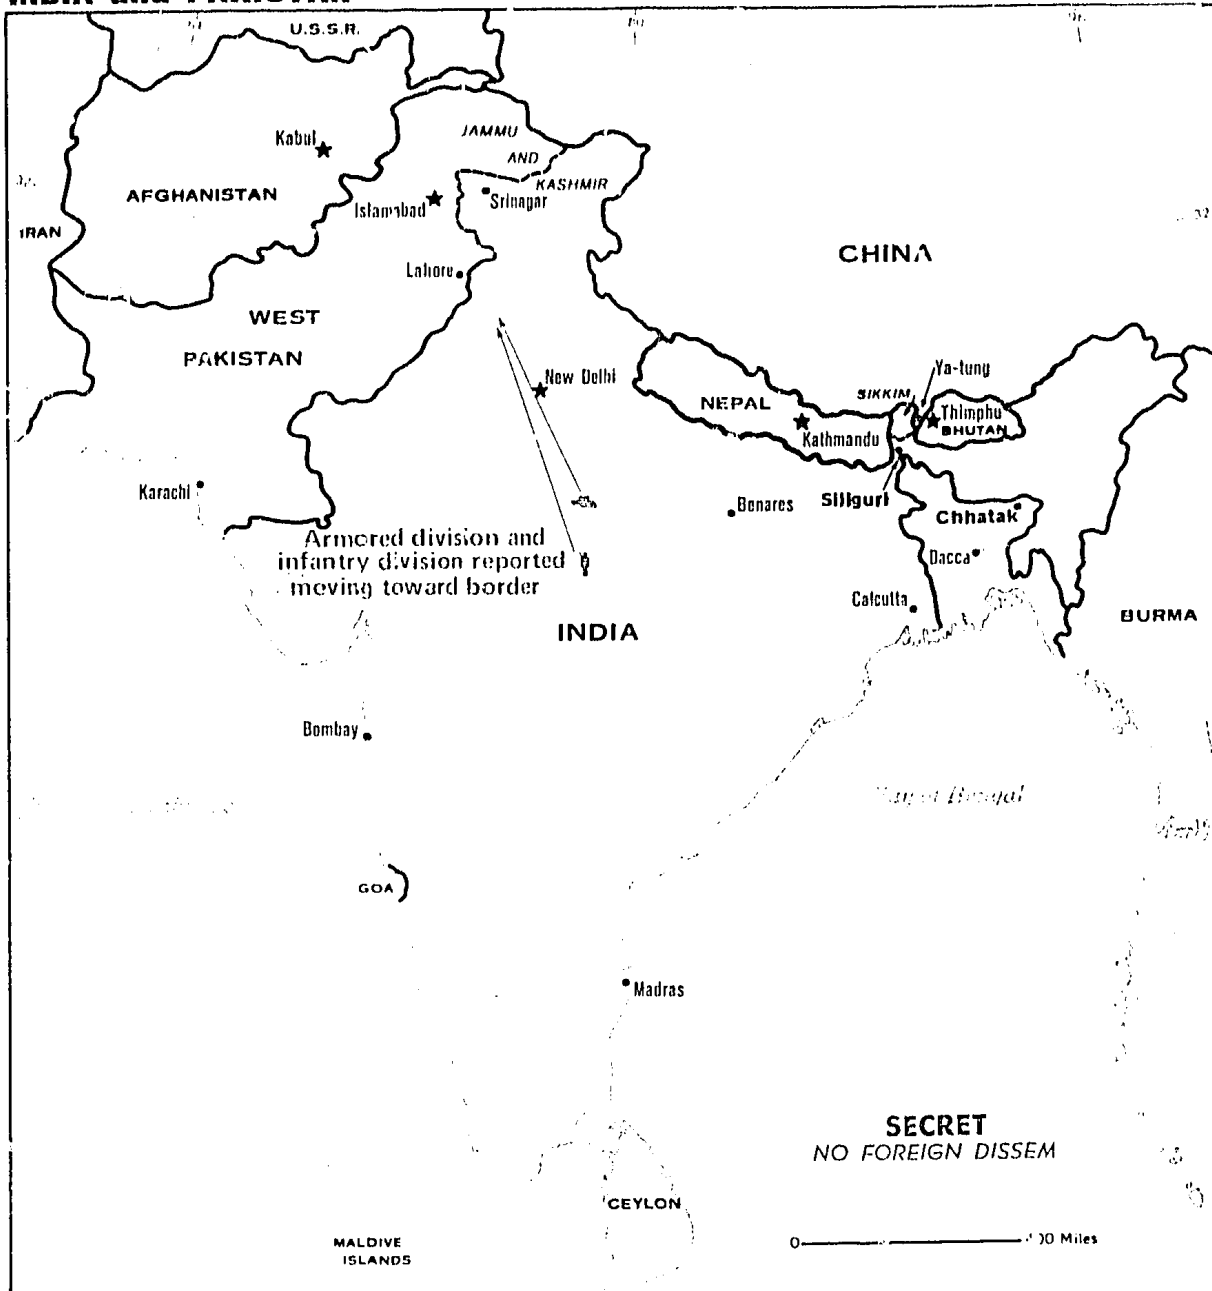 INDIA and PAKISTAN
U.S.S.R.
Kabul
JAMMU
AND
KASHMIR
AFGHANISTAN
Islamabad
Srinagar
32
IRAN
CHINA
Lahore
WEST
PAKISTAN
New Delhi
Ya-tung
SIKKIM
NEPAL
Thimphu
BHUTAN
Kathmandu
Karachi
Benares
Siliguri
Chhatak
Armored division and
infantry division reported
moving toward border
Dacca
Calcutta
BURMA
INDIA
Bombay
Bay of Bengal
GOA
Madras
SECRET
NO FOREIGN DISSEM
CEYLON
MALDIVE
ISLANDS
0
Miles